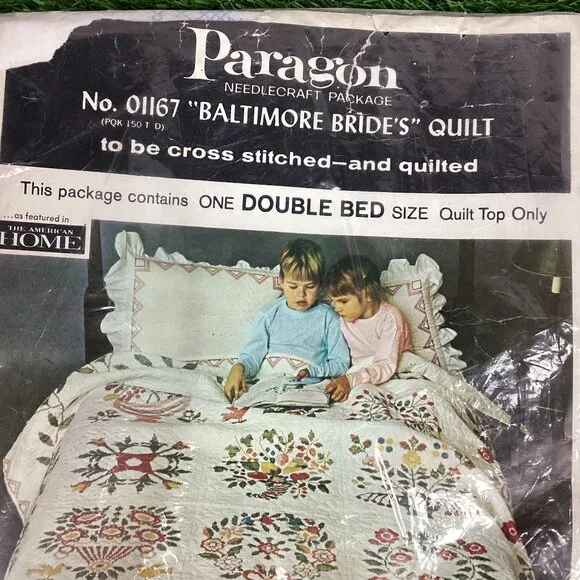 Paragon
NEEDLECRAFT PACKAGE
No. 01167 "BALTIMORE BRIDE'S" QUILT
(PQK 150 T D)
to be cross stitched—and quilted
This package contains ONE DOUBLE BED SIZE Quilt Top Only
...as featured in
THE AMERICAN
HOME